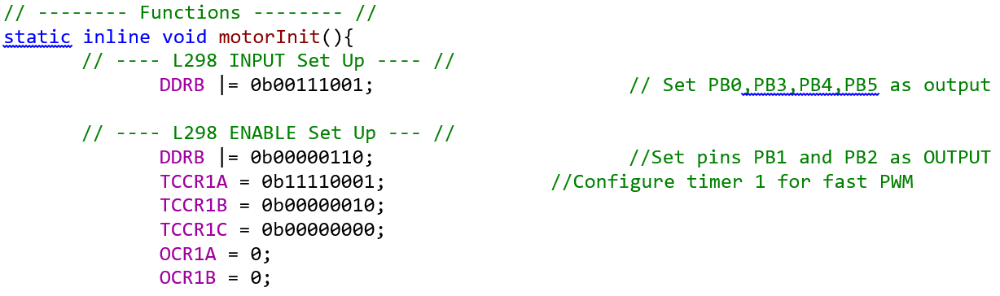 // -------- Functions -------- //
static inline void motorInit(){
// ---- L298 INPUT Set Up ---- //
DDRB |= 0b00111001; // Set PB0,PB3,PB4,PB5 as output
// ---- L298 ENABLE Set Up --- //
DDRB |= 0b00000110; //Set pins PB1 and PB2 as OUTPUT
TCCR1A = 0b11110001; //Configure timer 1 for fast PWM
TCCR1B = 0b00000010;
TCCR1C = 0b00000000;
OCR1A = 0;
OCR1B = 0;